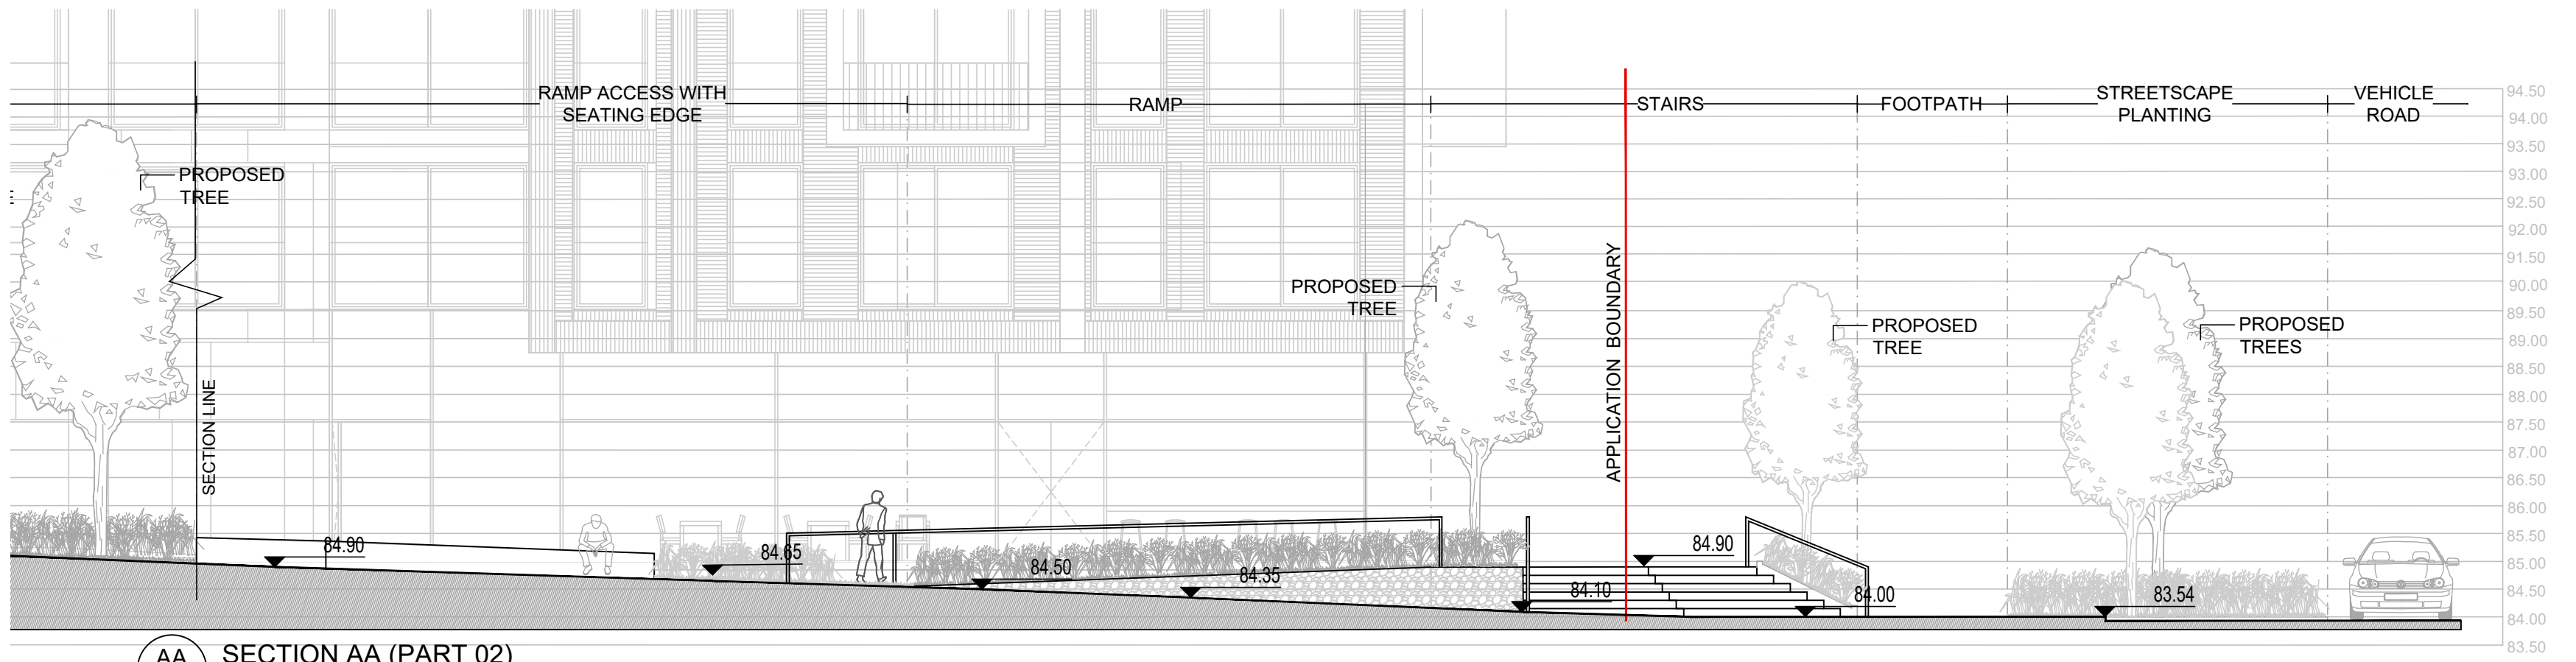 RAMP ACCESS WITH
SEATING EDGE
RAMP
STAIRS
FOOTPATH
STREETSCAPE
PLANTING
VEHICLE
ROAD
94.50
94.00
93.50
93.00
92.50
92.00
91.50
91.00
90.50
90.00
89.50
89.00
88.50
88.00
87.50
87.00
86.50
86.00
85.50
85.00
84.50
84.00
83.50
PROPOSED
TREE
SECTION LINE
PROPOSED
TREE
APPLICATION BOUNDARY
PROPOSED
TREE
PROPOSED
TREES
84.90
84.65
84.50
84.35
84.10
84.90
84.00
83.54
AA
SECTION AA (PART 02)